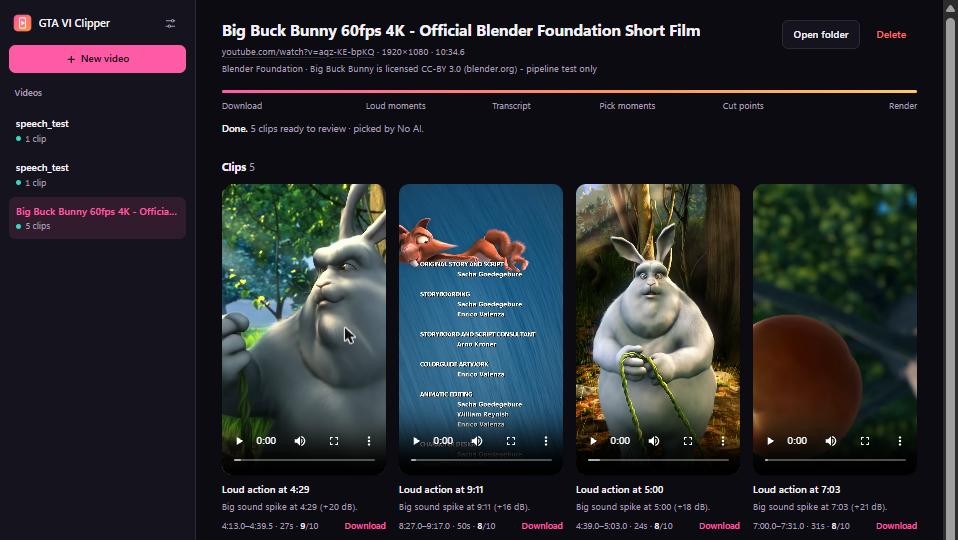 GTA VI Clipper
+ New video
Videos
speech_test
1 clip
speech_test
1 clip
Big Buck Bunny 60fps 4K - Officia...
5 clips
Big Buck Bunny 60fps 4K - Official Blender Foundation Short Film
youtube.com/watch?v=aqz-KE-bpKQ · 1920×1080 · 10:34.6
Blender Foundation · Big Buck Bunny is licensed CC-BY 3.0 (blender.org) - pipeline test only
Open folder
Delete
Download
Loud moments
Transcript
Pick moments
Cut points
Render
Done. 5 clips ready to review · picked by No AI.
Clips 5
0:00
ORIGINAL STORY AND SCRIPT
Sacha Goedegebure
STORYBOARDING
Sacha Goedegebure
Enrico Valenza
STORYBOARD AND SCRIPT CONSULTANT
Arno Kroner
COLORGUIDE ARTWORK
Enrico Valenza
ANIMATIC EDITING
Sacha Goedegebure
William Reynish
Enrico Valenza
0:00
0:00
0:00
Loud action at 4:29
Big sound spike at 4:29 (+20 dB).
4:13.0–4:39.5 · 27s · 9/10
Download
Loud action at 9:11
Big sound spike at 9:11 (+16 dB).
8:27.0–9:17.0 · 50s · 8/10
Download
Loud action at 5:00
Big sound spike at 5:00 (+18 dB).
4:39.0–5:03.0 · 24s · 8/10
Download
Loud action at 7:03
Big sound spike at 7:03 (+21 dB).
7:00.0–7:31.0 · 31s · 8/10
Download